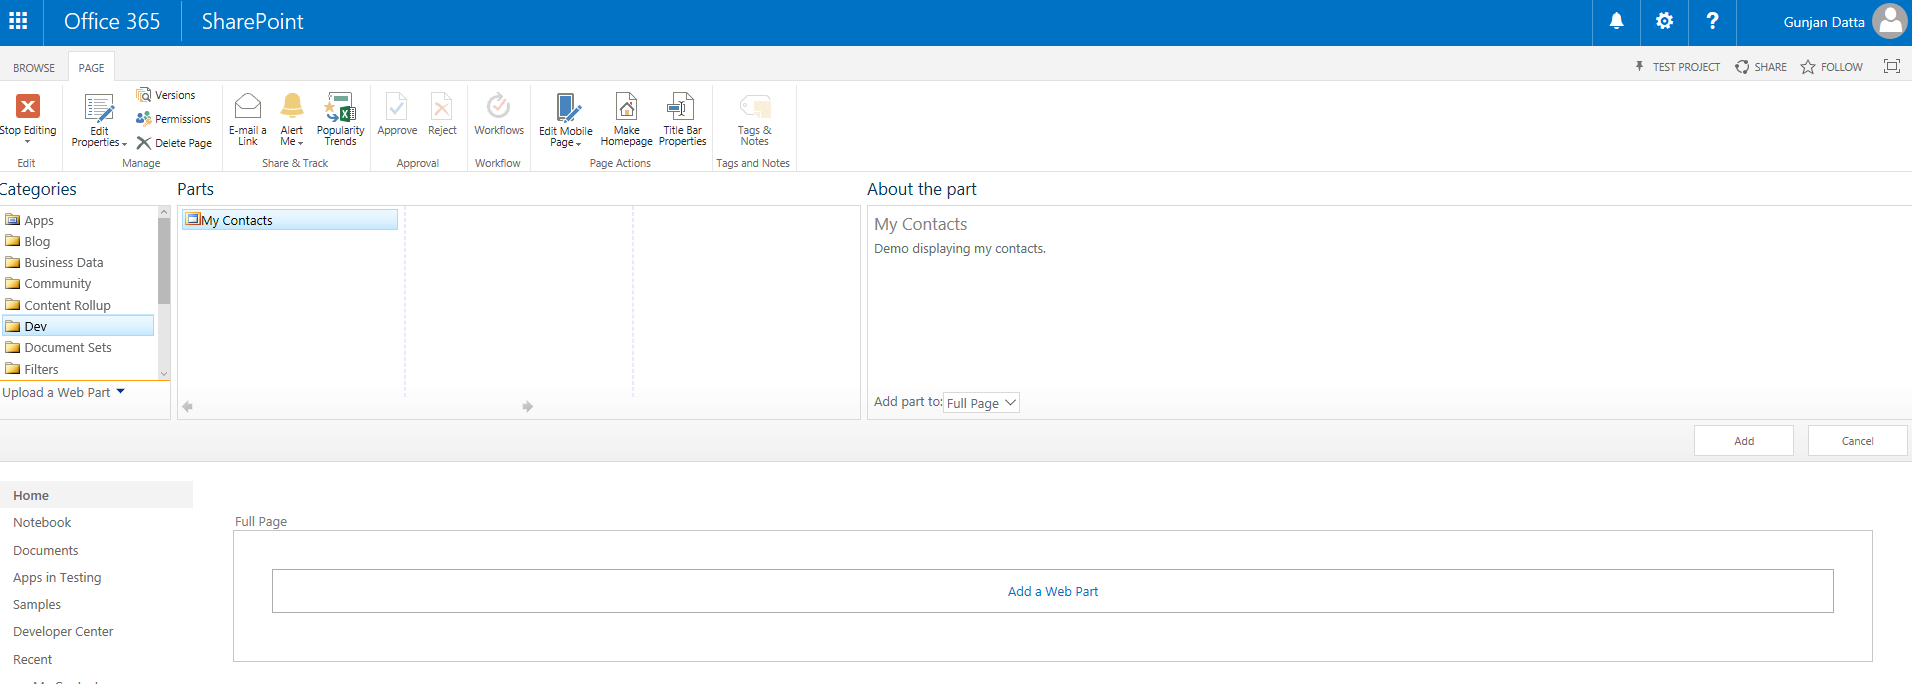 Office 365 SharePoint Gunjan Datta
BROWSE PAGE TEST PROJECT SHARE FOLLOW
Stop Editing
Edit
Edit Properties
Versions
Permissions
Delete Page
Manage
E-mail a Link
Alert Me
Popularity Trends
Share & Track
Approve
Reject
Approval
Workflows
Workflow
Edit Mobile Page
Make Homepage
Title Bar Properties
Page Actions
Tags & Notes
Tags and Notes
Categories
Apps
Blog
Business Data
Community
Content Rollup
Dev
Document Sets
Filters
Upload a Web Part
Parts
My Contacts
About the part
My Contacts
Demo displaying my contacts.
Add part to: Full Page
Add Cancel
Home
Notebook
Documents
Apps in Testing
Samples
Developer Center
Recent
Full Page
Add a Web Part